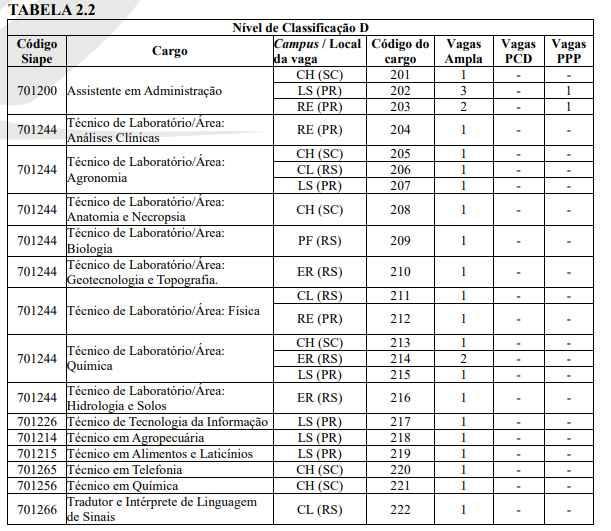 TABELA 2.2
Nível de Classificação D
Código Siape | Cargo | Campus / Local da vaga | Código do cargo | Vagas Ampla | Vagas PCD | Vagas PPP
701200 | Assistente em Administração | CH (SC) | 201 | 1 | - | -
LS (PR) | 202 | 3 | - | 1
RE (PR) | 203 | 2 | - | 1
701244 | Técnico de Laboratório/Área: Análises Clínicas | RE (PR) | 204 | 1 | - | -
701244 | Técnico de Laboratório/Área: Agronomia | CH (SC) | 205 | 1 | - | -
CL (RS) | 206 | 1 | - | -
LS (PR) | 207 | 1 | - | -
701244 | Técnico de Laboratório/Área: Anatomia e Necropsia | CH (SC) | 208 | 1 | - | -
701244 | Técnico de Laboratório/Área: Biologia | PF (RS) | 209 | 1 | - | -
701244 | Técnico de Laboratório/Área: Geotecnologia e Topografia. | ER (RS) | 210 | 1 | - | -
701244 | Técnico de Laboratório/Área: Física | CL (RS) | 211 | 1 | - | -
RE (PR) | 212 | 1 | - | -
701244 | Técnico de Laboratório/Área: Química | CH (SC) | 213 | 1 | - | -
ER (RS) | 214 | 2 | - | -
LS (PR) | 215 | 1 | - | -
701244 | Técnico de Laboratório/Área: Hidrologia e Solos | ER (RS) | 216 | 1 | - | -
701226 | Técnico de Tecnologia da Informação | LS (PR) | 217 | 1 | - | -
701214 | Técnico em Agropecuária | LS (PR) | 218 | 1 | - | -
701215 | Técnico em Alimentos e Laticínios | LS (PR) | 219 | 1 | - | -
701265 | Técnico em Telefonia | CH (SC) | 220 | 1 | - | -
701256 | Técnico em Química | CH (SC) | 221 | 1 | - | -
701266 | Tradutor e Intérprete de Linguagem de Sinais | CL (RS) | 222 | 1 | - | -